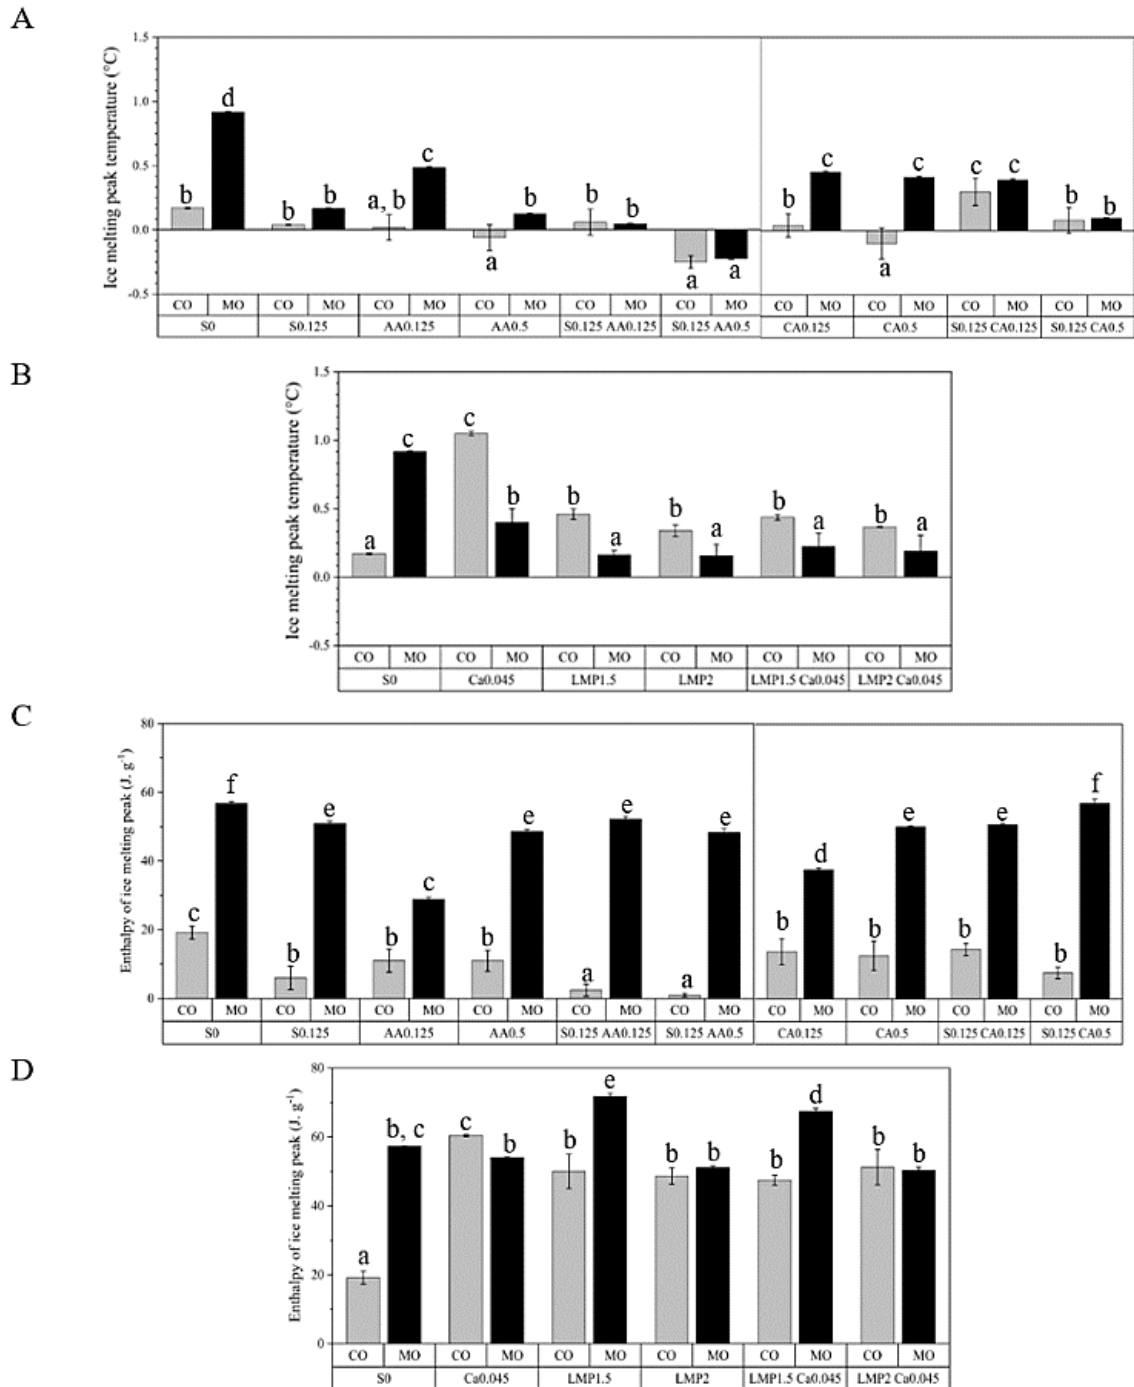 A
Ice melting peak temperature (°C)
1.5
1.0
0.5
0.0
-0.5
b d b b a, b c a b b b a a b c a c c c b b
CO MO CO MO CO MO CO MO CO MO CO MO CO MO CO MO CO MO CO MO
S0 S0.125 AA0.125 AA0.5 S0.125 AA0.125 S0.125 AA0.5 CA0.125 CA0.5 S0.125 CA0.125 S0.125 CA0.5
B
Ice melting peak temperature (°C)
1.5
1.0
0.5
0.0
-0.5
a c c b b a b a b a b a
CO MO CO MO CO MO CO MO CO MO CO MO
S0 Ca0.045 LMP1.5 LMP2 LMP1.5 Ca0.045 LMP2 Ca0.045
C
Enthalpy of ice melting peak (J. g⁻¹)
80
60
40
20
0
c f b e b c b e a e a e b d b e b e b f
CO MO CO MO CO MO CO MO CO MO CO MO CO MO CO MO CO MO CO MO
S0 S0.125 AA0.125 AA0.5 S0.125 AA0.125 S0.125 AA0.5 CA0.125 CA0.5 S0.125 CA0.125 S0.125 CA0.5
D
Enthalpy of ice melting peak (J. g⁻¹)
80
60
40
20
0
a b, c c b b e b b b d b b
CO MO CO MO CO MO CO MO CO MO CO MO
S0 Ca0.045 LMP1.5 LMP2 LMP1.5 Ca0.045 LMP2 Ca0.045